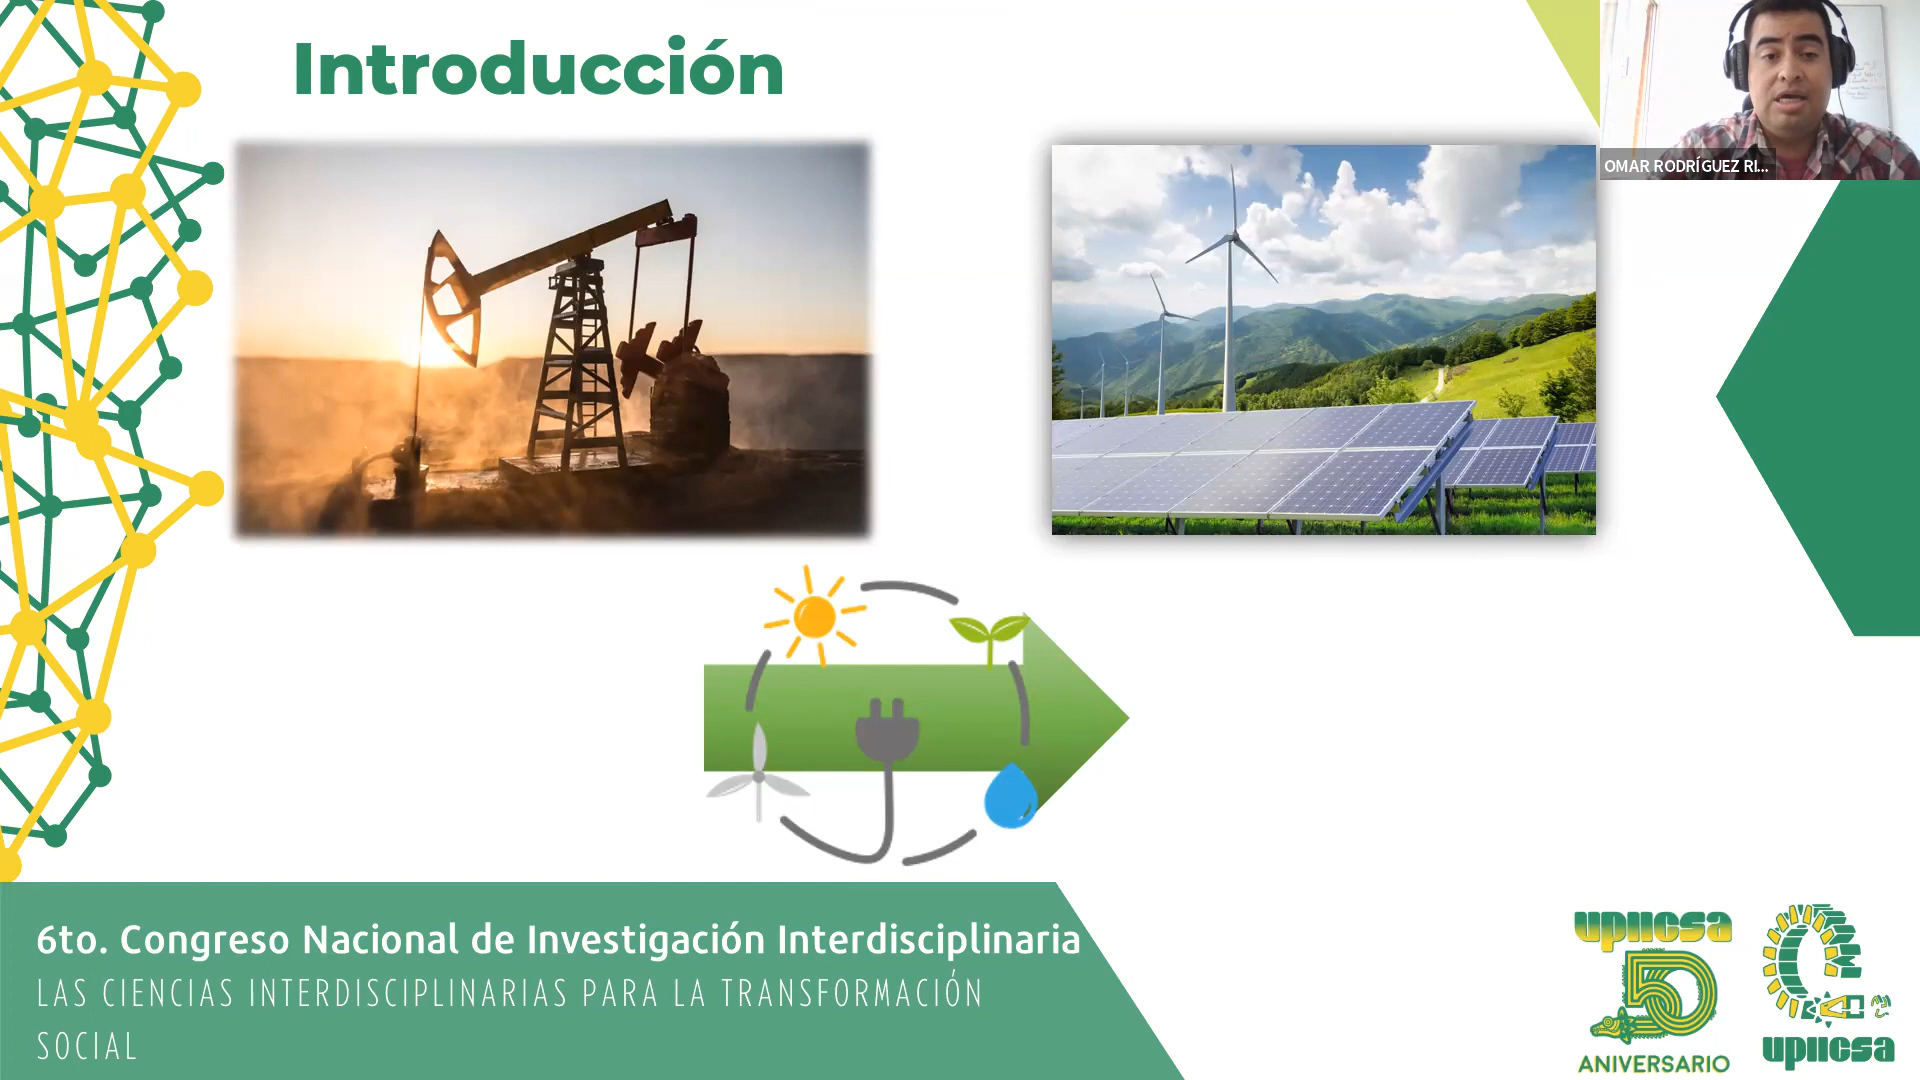 Introducción
OMAR RODRÍGUEZ RI...
6to. Congreso Nacional de Investigación Interdisciplinaria
LAS CIENCIAS INTERDISCIPLINARIAS PARA LA TRANSFORMACIÓN
SOCIAL
upiicsa
50
ANIVERSARIO
upiicsa